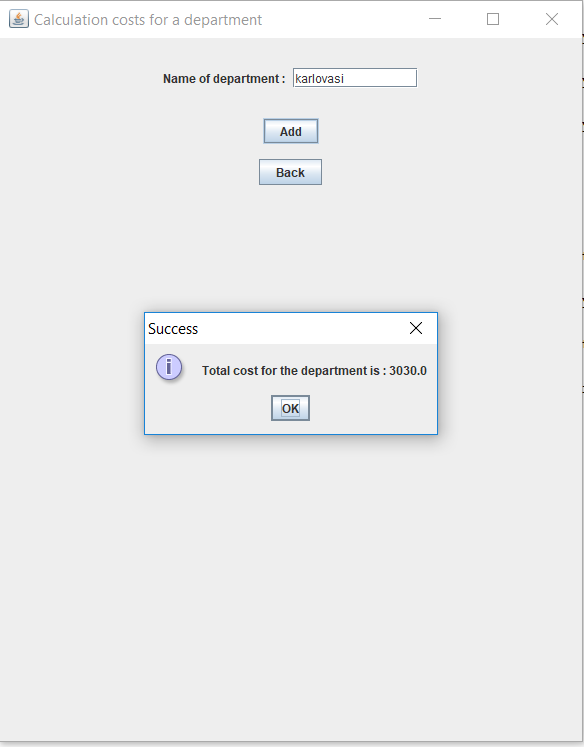 Calculation costs for a department
Name of department : karlovasi
Add
Back
Success
i
Total cost for the department is : 3030.0
OK